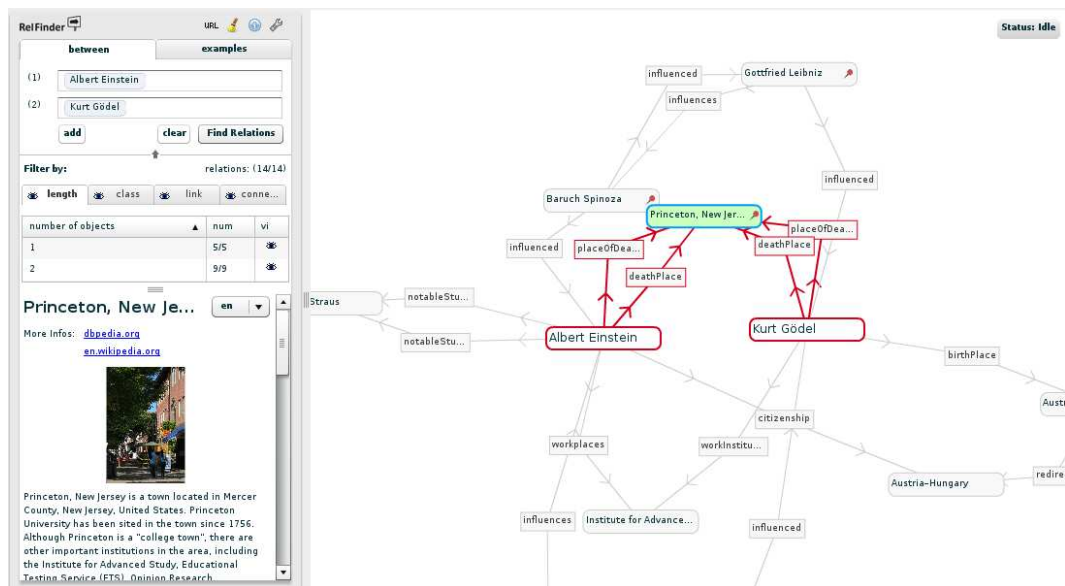 RelFinder
URL
between
examples
(1)
Albert Einstein
(2)
Kurt Gödel
add
clear
Find Relations
Filter by:
relations: (14/14)
length
class
link
conne...
number of objects
num
vi
1
5/5
2
9/9
Princeton, New Je...
en
More Infos:
dbpedia.org
en.wikipedia.org
Princeton, New Jersey is a town located in Mercer
County, New Jersey, United States. Princeton
University has been sited in the town since 1756.
Although Princeton is a "college town", there are
other important institutions in the area, including
the Institute for Advanced Study, Educational
Testing Service (ETS), Opinion Research
Status: Idle
influenced
Gottfried Leibniz
influences
influenced
Baruch Spinoza
Princeton, New Jer...
placeOfDea...
placeOfDea...
deathPlace
influenced
deathPlace
Straus
notableStu...
notableStu...
Albert Einstein
Kurt Gödel
birthPlace
Aust
citizenship
workplaces
workInstitu...
redire
Austria-Hungary
influences
Institute for Advance...
influenced